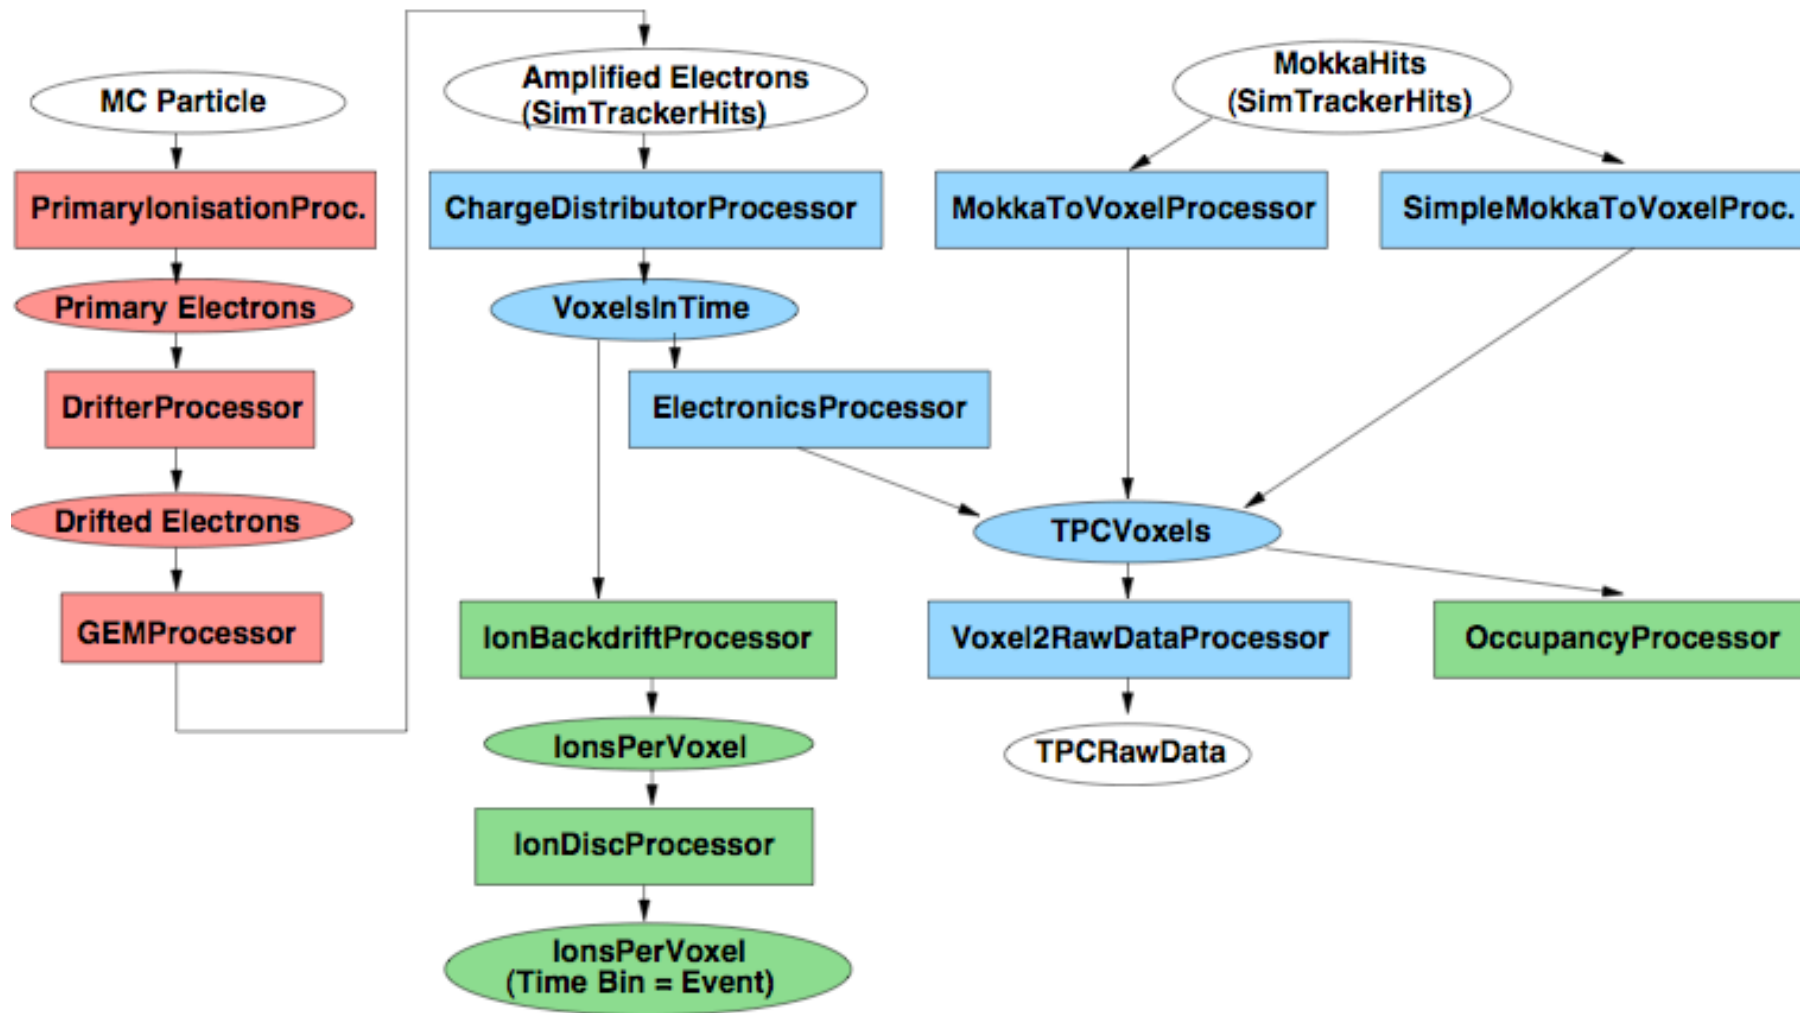 MC Particle
PrimaryIonisationProc.
Primary Electrons
DrifterProcessor
Drifted Electrons
GEMProcessor
Amplified Electrons
(SimTrackerHits)
ChargeDistributorProcessor
VoxelsInTime
ElectronicsProcessor
IonBackdriftProcessor
IonsPerVoxel
IonDiscProcessor
IonsPerVoxel
(Time Bin = Event)
MokkaHits
(SimTrackerHits)
MokkaToVoxelProcessor
SimpleMokkaToVoxelProc.
TPCVoxels
Voxel2RawDataProcessor
OccupancyProcessor
TPCRawData